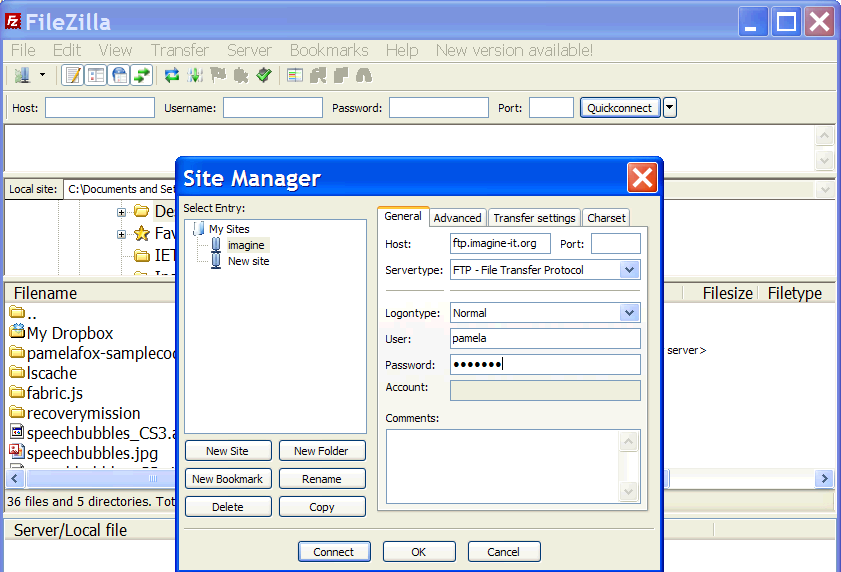 FileZilla
File Edit View Transfer Server Bookmarks Help New version available!
Host: Username: Password: Port: Quickconnect
Local site: C:\Documents and Set
Site Manager
Select Entry:
My Sites
imagine
New site
New Site New Folder
New Bookmark Rename
Delete Copy
General Advanced Transfer settings Charset
Host: ftp.imagine-it.org Port:
Servertype: FTP - File Transfer Protocol
Logontype: Normal
User: pamela
Password: •••••••
Account:
Comments:
Connect OK Cancel
De
Fav
IET
Filename
..
My Dropbox
pamelafox-samplecod
lscache
fabric.js
recoverymission
speechbubbles_CS3.a
speechbubbles.jpg
36 files and 5 directories. Tot
Server/Local file
Filesize Filetype
server>